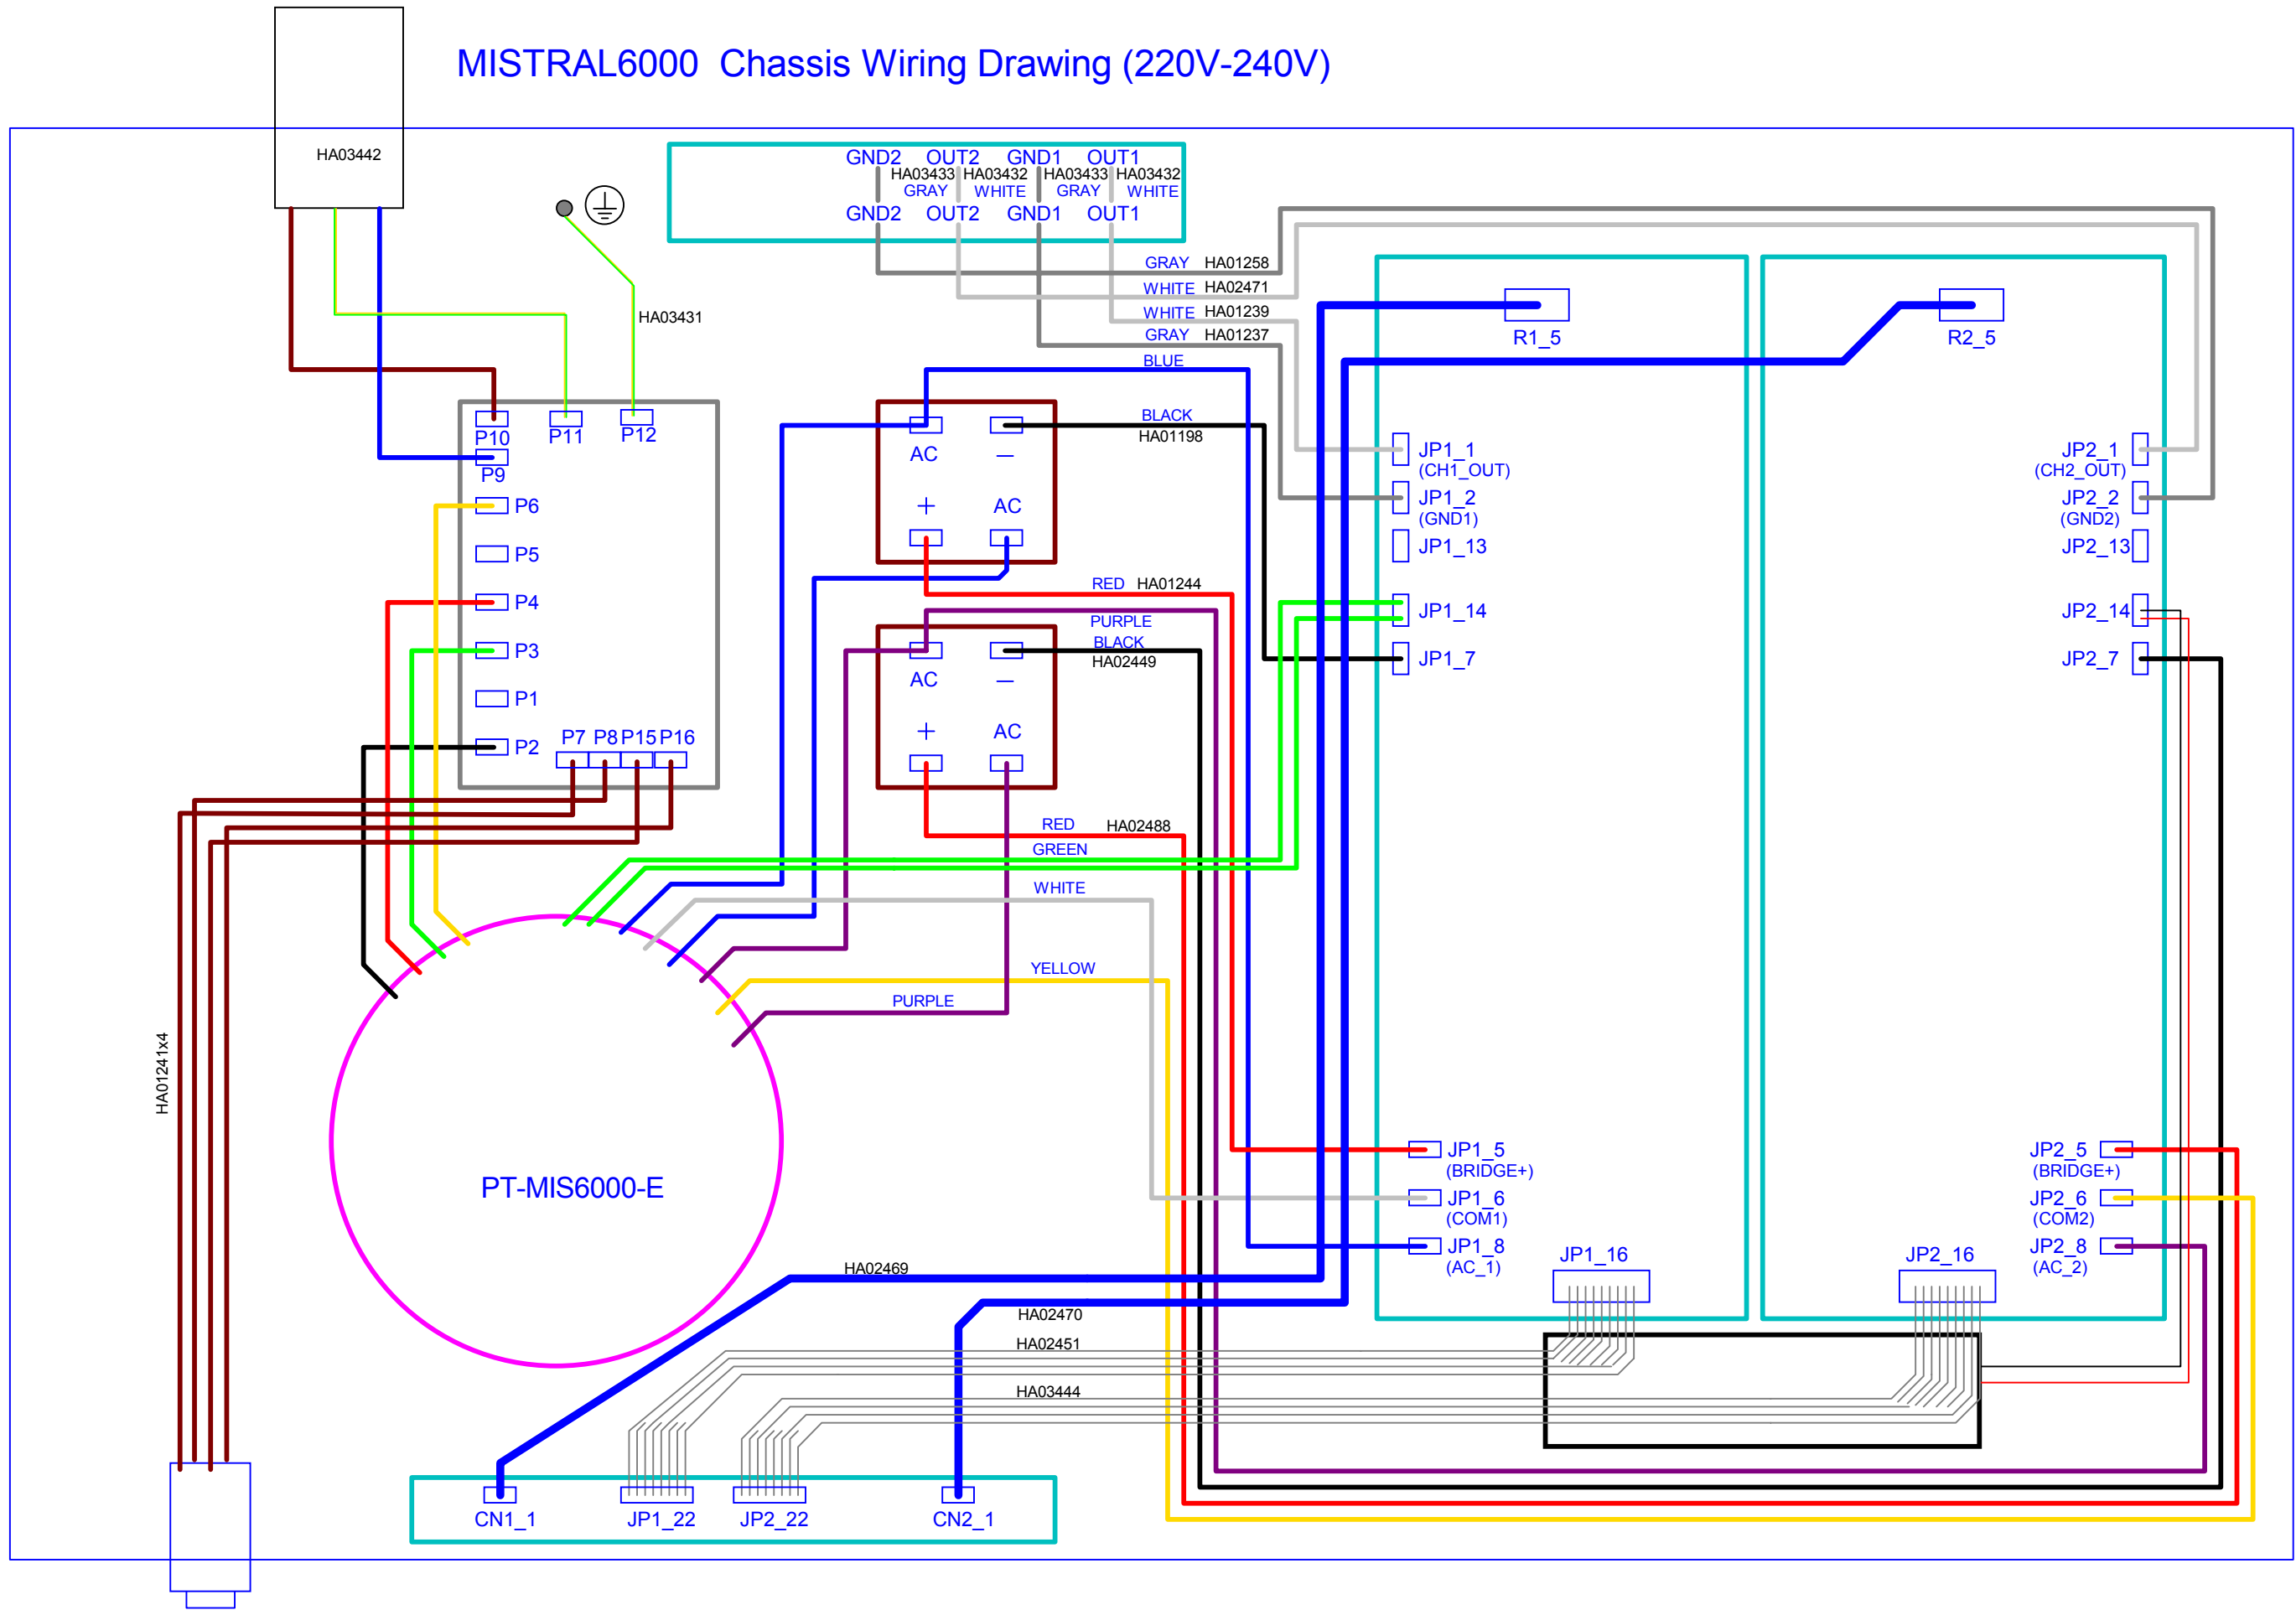 MISTRAL6000  Chassis Wiring Drawing (220V-240V)
HA03442
GND2 OUT2 GND1 OUT1
HA03433 HA03432 HA03433 HA03432
GRAY WHITE GRAY WHITE
GND2 OUT2 GND1 OUT1
HA03431
GRAY HA01258
WHITE HA02471
WHITE HA01239
GRAY HA01237
BLUE
R1_5
R2_5
P10
P11
P12
P9
P6
P5
P4
P3
P1
P2
P7 P8 P15 P16
BLACK
HA01198
AC —
+ AC
RED HA01244
PURPLE
BLACK
HA02449
AC —
+ AC
RED HA02488
GREEN
WHITE
YELLOW
PURPLE
JP1_1
(CH1_OUT)
JP1_2
(GND1)
JP1_13
JP1_14
JP1_7
JP2_1
(CH2_OUT)
JP2_2
(GND2)
JP2_13
JP2_14
JP2_7
HA01241x4
PT-MIS6000-E
JP1_5
(BRIDGE+)
JP1_6
(COM1)
JP1_8
(AC_1)
JP1_16
JP2_16
JP2_5
(BRIDGE+)
JP2_6
(COM2)
JP2_8
(AC_2)
HA02469
HA02470
HA02451
HA03444
CN1_1
JP1_22
JP2_22
CN2_1